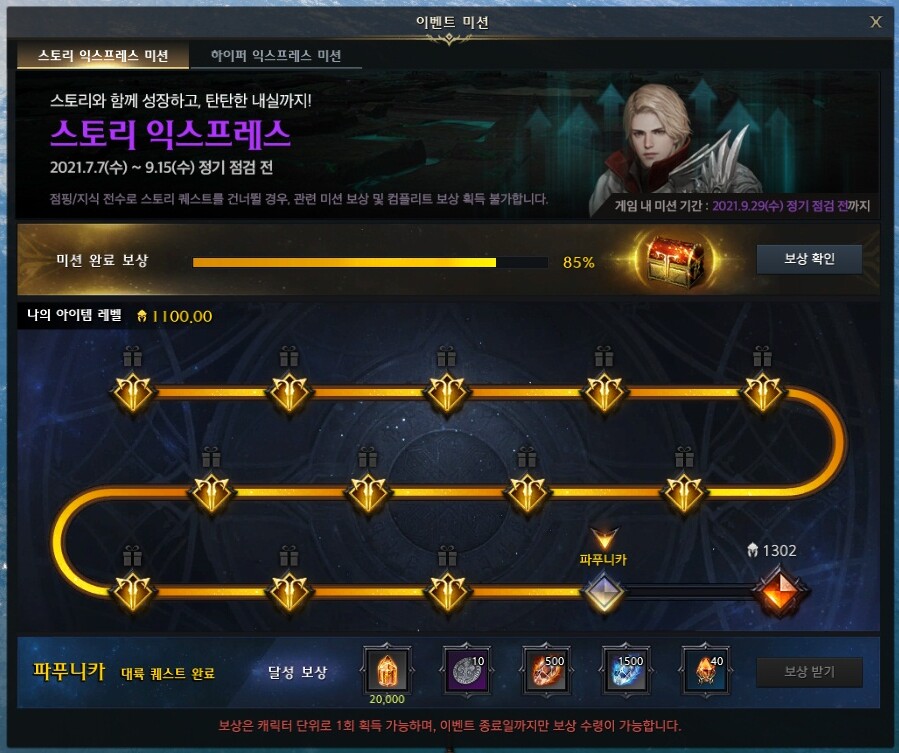 이벤트 미션
X
스토리 익스프레스 미션
하이퍼 익스프레스 미션
스토리와 함께 성장하고, 탄탄한 내실까지!
스토리 익스프레스
2021.7.7(수) ~ 9.15(수) 정기 점검 전
점핑/지식 전수로 스토리 퀘스트를 건너뛸 경우, 관련 미션 보상 및 컴플리트 보상 획득 불가합니다.
게임 내 미션 기간 : 2021.9.29(수) 정기 점검 전까지
미션 완료 보상
85%
보상 확인
나의 아이템 레벨 1100.00
파푸니카
1302
파푸니카 대륙 퀘스트 완료
달성 보상
20,000
10
500
1500
40
보상 받기
보상은 캐릭터 단위로 1회 획득 가능하며, 이벤트 종료일까지만 보상 수령이 가능합니다.